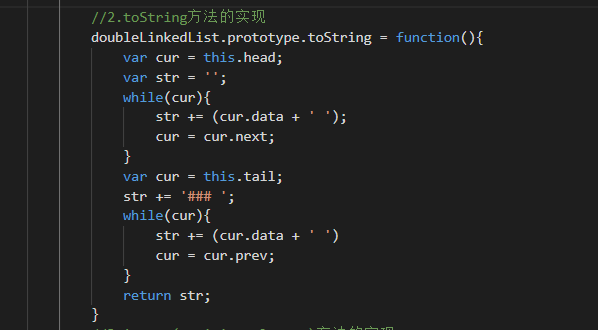 //2.toString方法的实现
doubleLinkedList.prototype.toString = function(){
var cur = this.head;
var str = '';
while(cur){
str += (cur.data + ' ');
cur = cur.next;
}
var cur = this.tail;
str += '### ';
while(cur){
str += (cur.data + ' ')
cur = cur.prev;
}
return str;
}